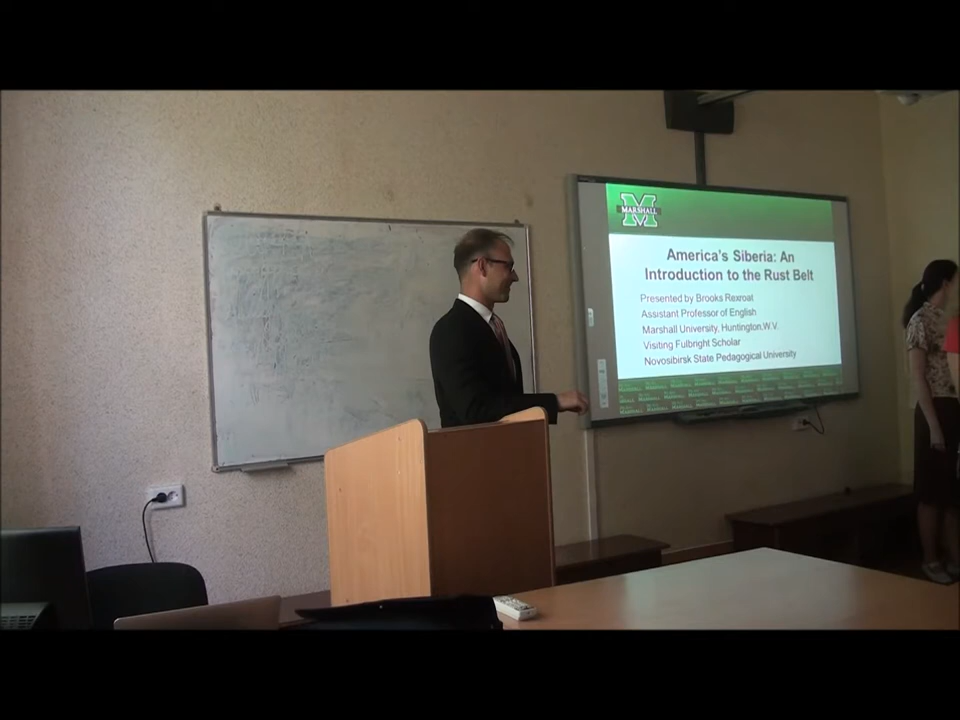 MARSHALL
America's Siberia: An
Introduction to the Rust Belt
Presented by Brooks Rexroat
Assistant Professor of English
Marshall University, Huntington,W.V.
Visiting Fulbright Scholar
Novosibirsk State Pedagogical University